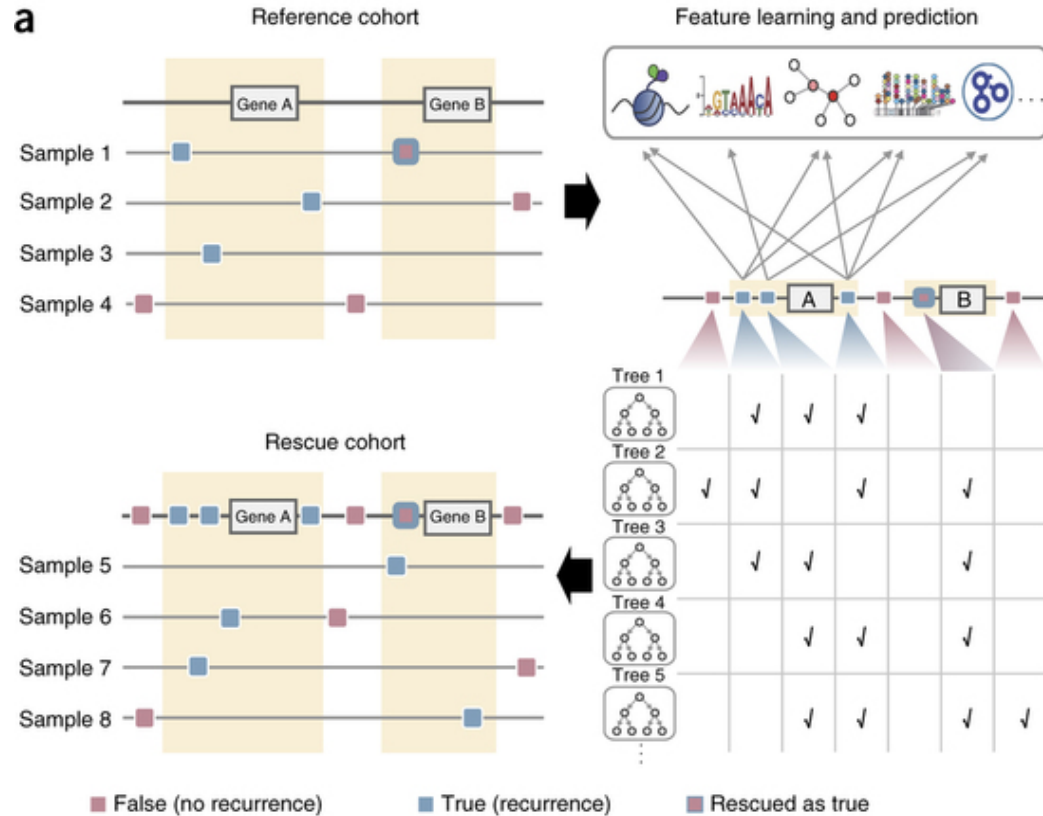 a
Reference cohort
Gene A
Gene B
Sample 1
Sample 2
Sample 3
Sample 4
Feature learning and prediction
GTAAACA
A
B
Tree 1
√ √ √
Tree 2
√ √ √ √
Tree 3
√ √ √
Tree 4
√ √ √
Tree 5
√ √ √ √
Rescue cohort
Gene A
Gene B
Sample 5
Sample 6
Sample 7
Sample 8
False (no recurrence)
True (recurrence)
Rescued as true